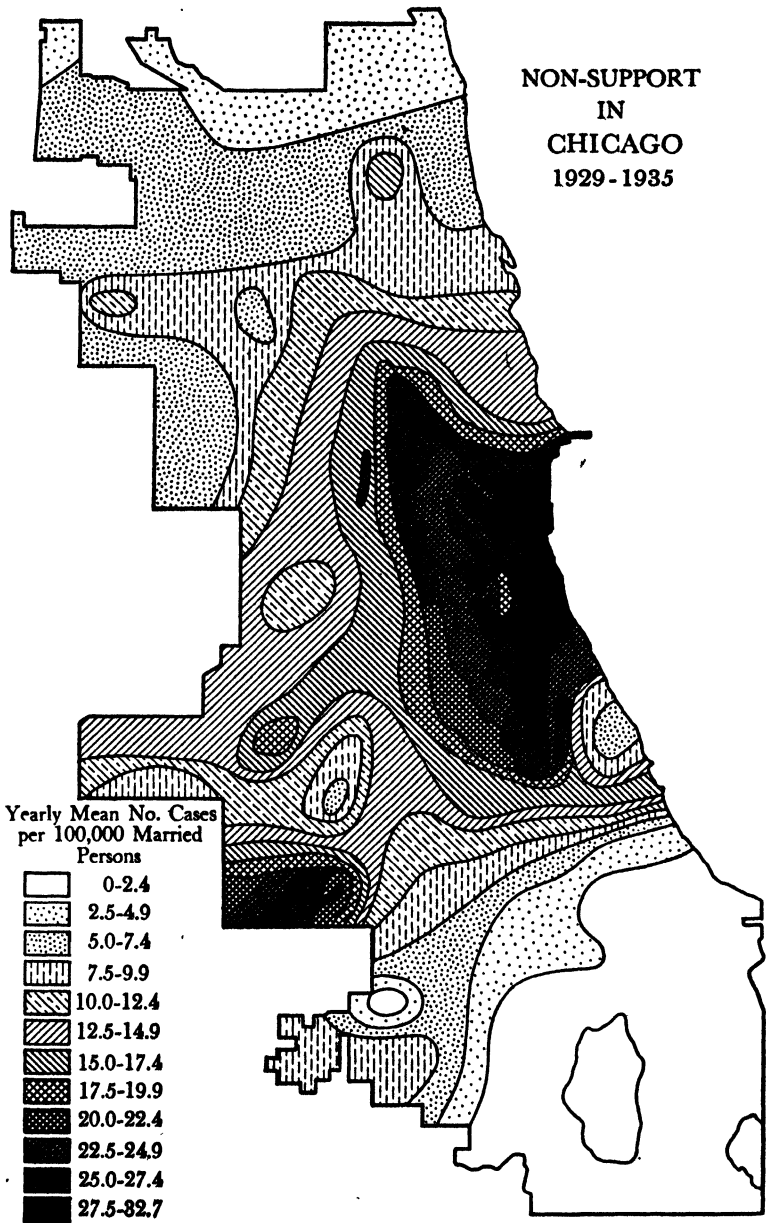 NON-SUPPORT
IN
CHICAGO
1929-1935
Yearly Mean No. Cases
per 100,000 Married
Persons
0-2.4
2.5-4.9
5.0-7.4
7.5-9.9
10.0-12.4
12.5-14.9
15.0-17.4
17.5-19.9
20.0-22.4
22.5-24.9
25.0-27.4
27.5-32.7